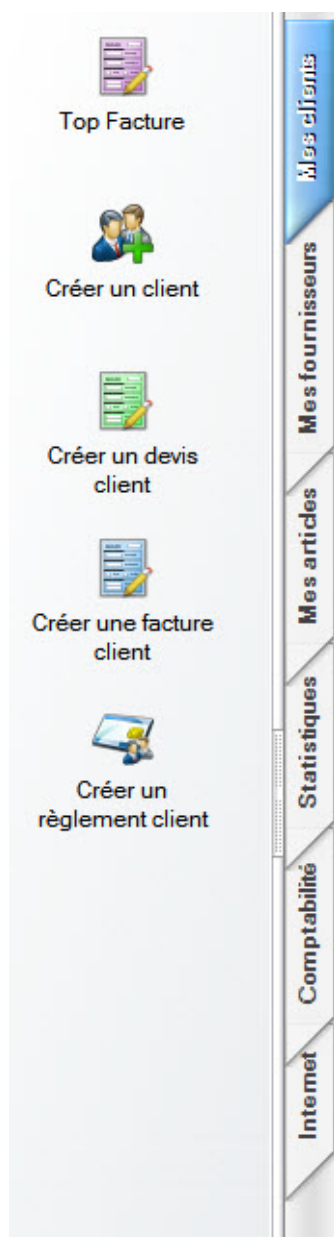 Top Facture
Créer un client
Créer un devis
client
Créer une facture
client
Créer un
règlement client
Mes clients
Mes fournisseurs
Mes articles
Statistiques
Comptabilité
Internet